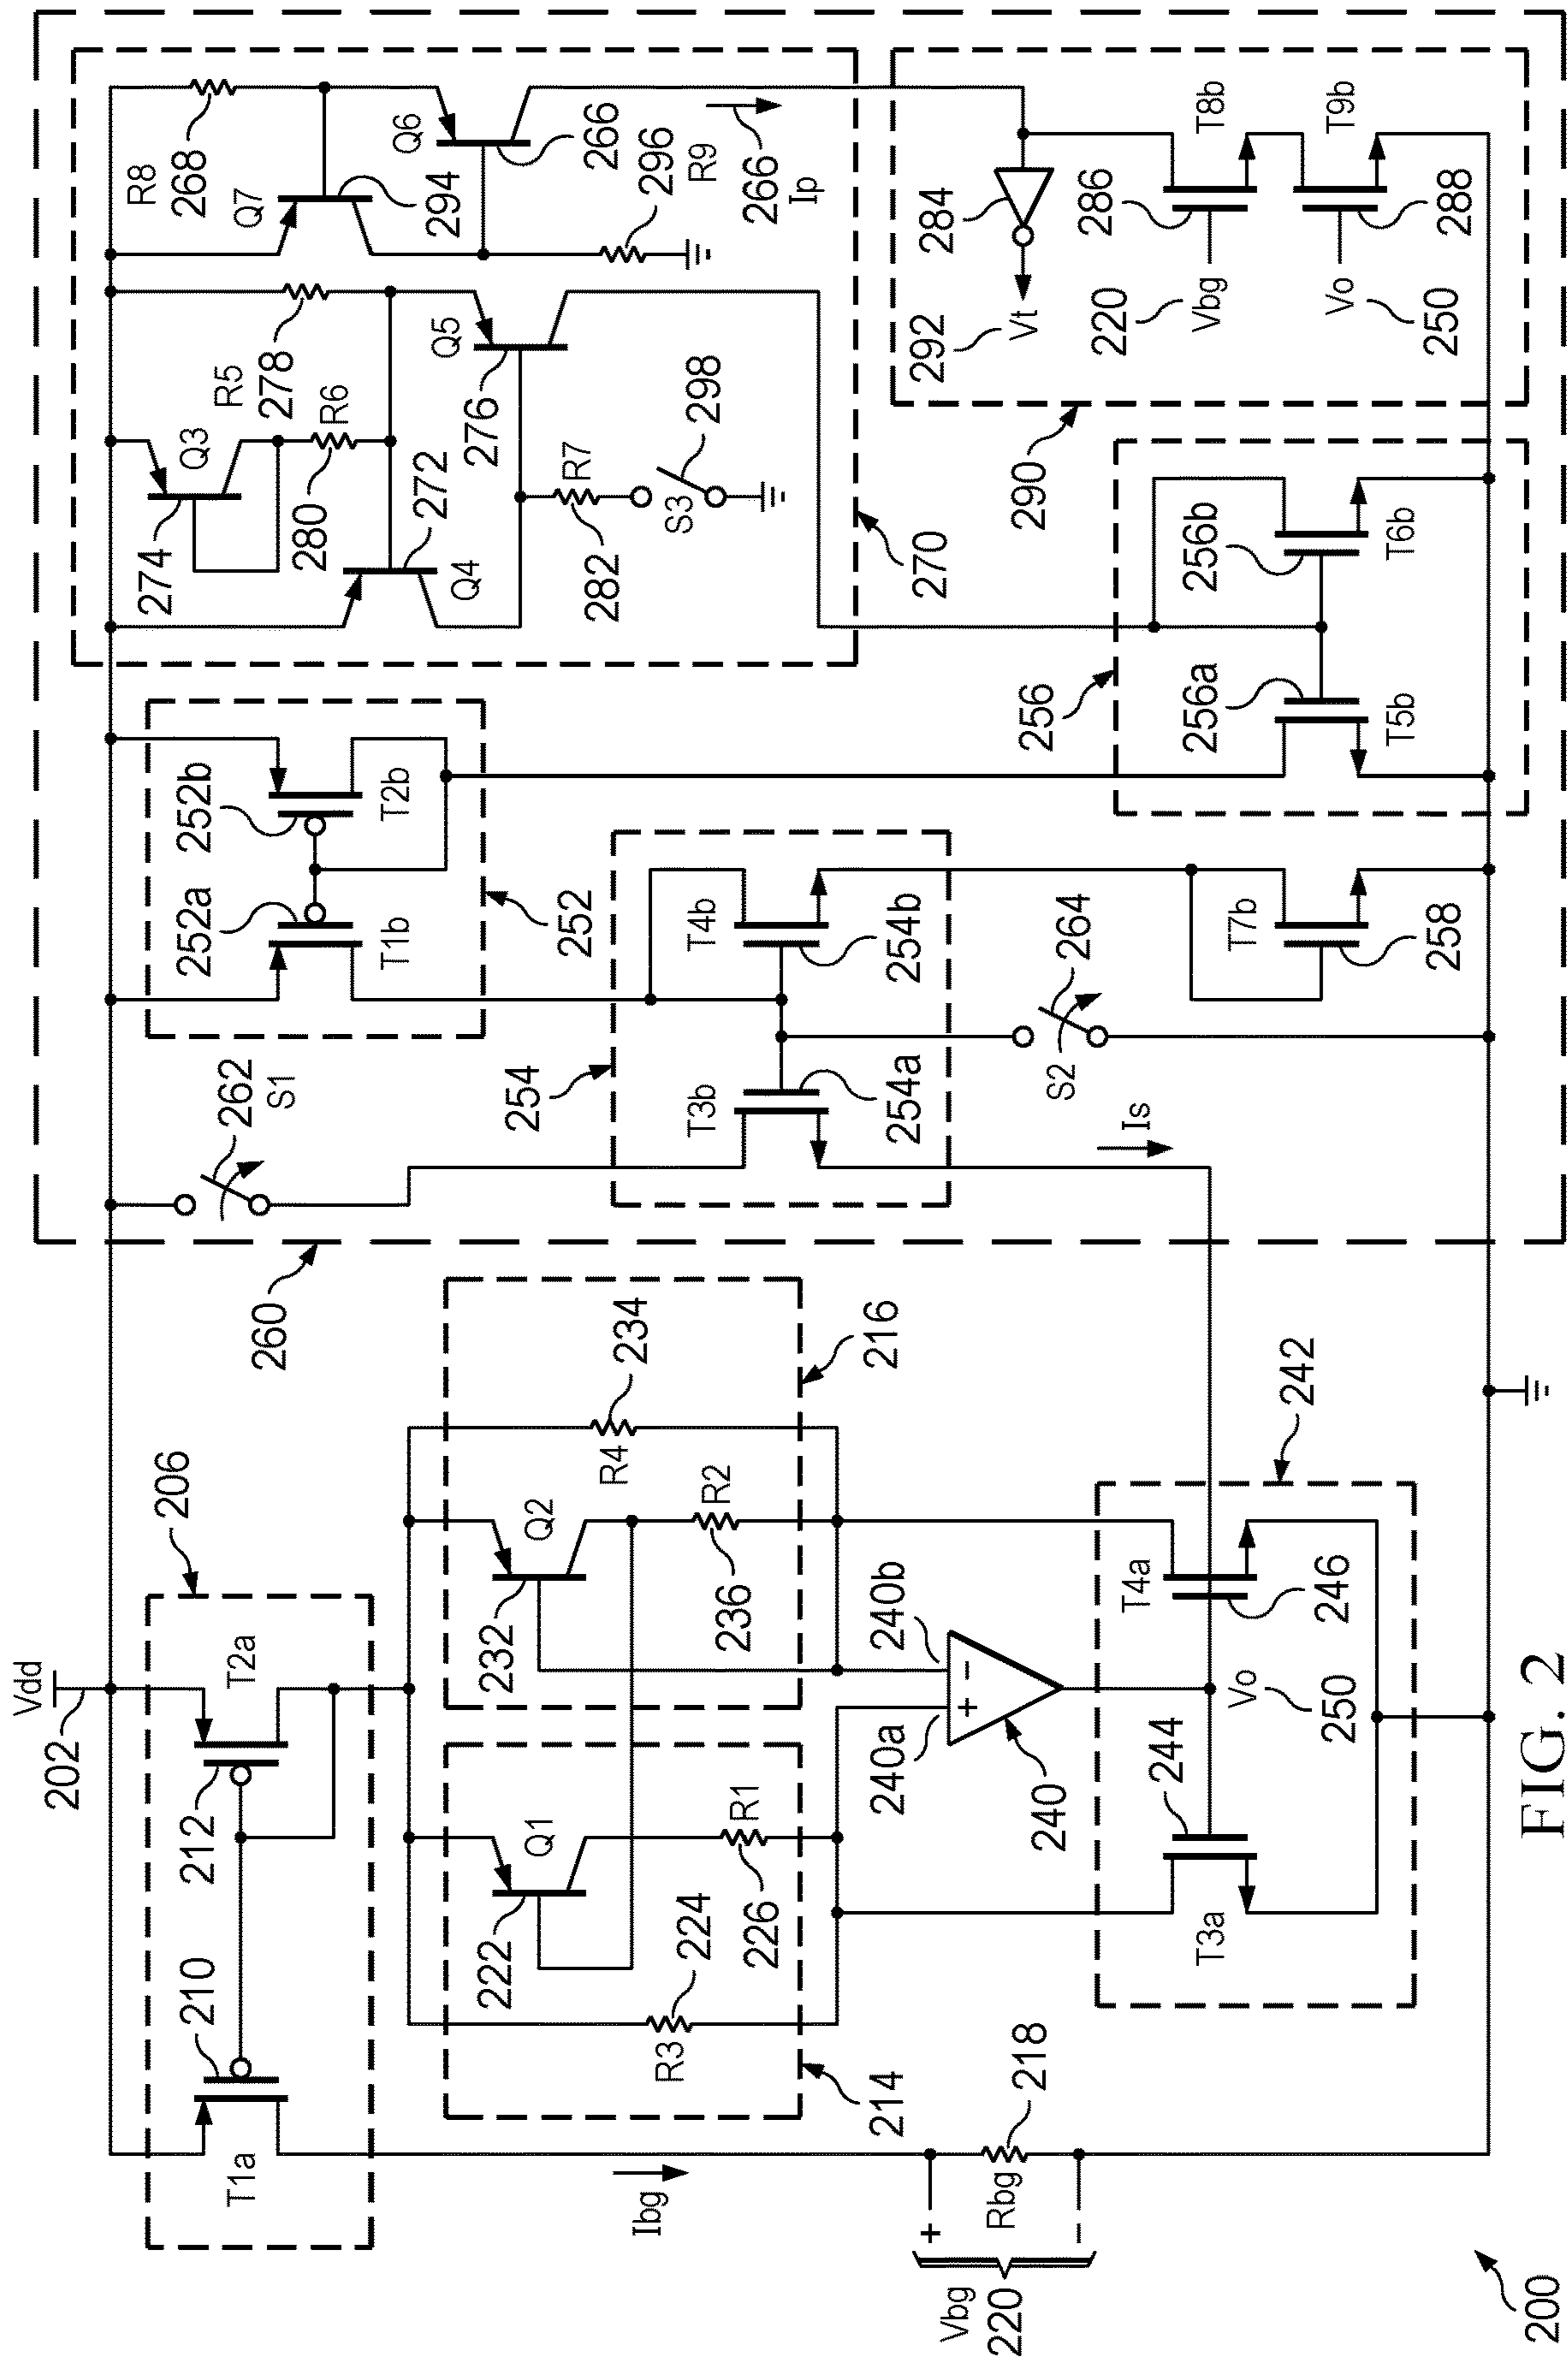 Vdd
202
206
T1a
210
212
T2a
Ibg
Vbg
220
+
-
Rbg
218
214
R3
224
222
Q1
226
R1
232
Q2
236
R2
R4
234
216
240a
240b
+
-
240
242
T3a
244
Vo
250
T4a
246
200
FIG. 2
260
262
S1
252a
T1b
252b
T2b
252
254
T3b
254a
T4b
254b
Is
S2
264
T7b
258
256
256a
T5b
256b
T6b
270
274
Q3
R5
278
280
R6
272
Q4
276
Q5
282
R7
S3
298
R8
268
Q7
294
Q6
266
296
R9
266
Ip
290
284
292
Vt
286
T8b
220
Vbg
288
T9b
Vo
250